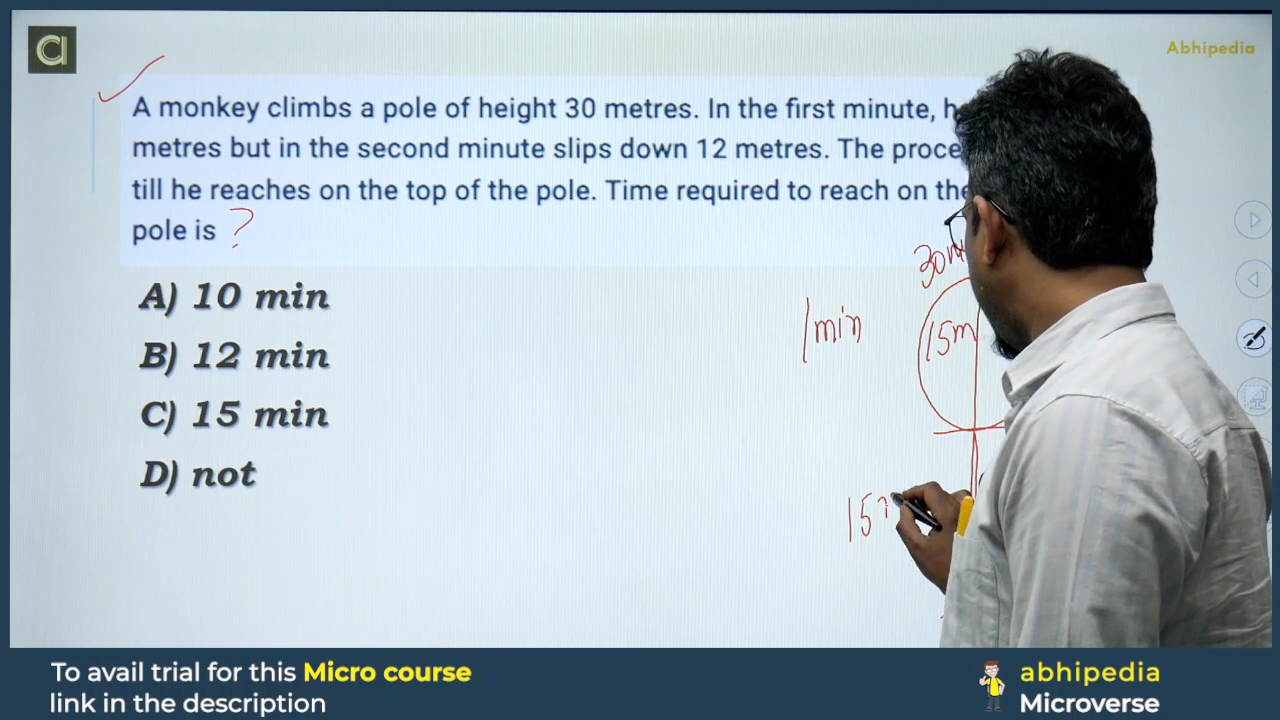 Abhipedia
A monkey climbs a pole of height 30 metres. In the first minute,
metres but in the second minute slips down 12 metres. The
till he reaches on the top of the pole. Time required to reach on the
pole is ?
A) 10 min
B) 12 min
C) 15 min
D) not
30
1 min
15m
15
To avail trial for this Micro course
link in the description
abhipedia
Microverse